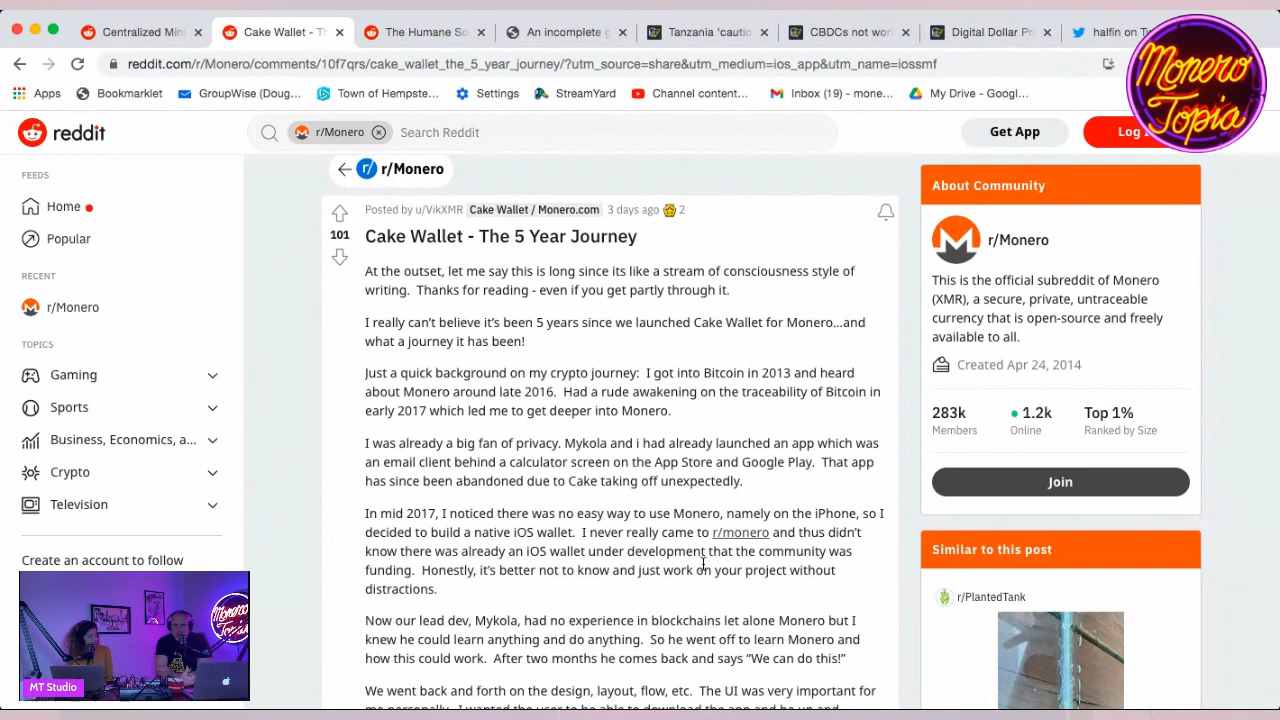 Centralized Mini
Cake Wallet - Th
The Humane So
An incomplete g
Tanzania 'cautio
CBDCs not wor
Digital Dollar Pr
halfin on Tw
reddit.com/r/Monero/comments/10f7qrs/cake_wallet_the_5_year_journey/?utm_source=share&utm_medium=ios_app&utm_name=iossmf
Apps
Bookmarklet
GroupWise (Doug...
Town of Hempste...
Settings
StreamYard
Channel content...
Inbox (19) - mone...
My Drive - Googl...
Monero
Topia
reddit
r/Monero
Search Reddit
Get App
Log I
FEEDS
Home
Popular
RECENT
r/Monero
TOPICS
Gaming
Sports
Business, Economics, a...
Crypto
Television
Create an account to follow
MT Studio
r/ r/Monero
Posted by u/VikXMR Cake Wallet / Monero.com 3 days ago 2
101
Cake Wallet - The 5 Year Journey
At the outset, let me say this is long since its like a stream of consciousness style of
writing. Thanks for reading - even if you get partly through it.
I really can't believe it's been 5 years since we launched Cake Wallet for Monero...and
what a journey it has been!
Just a quick background on my crypto journey: I got into Bitcoin in 2013 and heard
about Monero around late 2016. Had a rude awakening on the traceability of Bitcoin in
early 2017 which led me to get deeper into Monero.
I was already a big fan of privacy. Mykola and i had already launched an app which was
an email client behind a calculator screen on the App Store and Google Play. That app
has since been abandoned due to Cake taking off unexpectedly.
In mid 2017, I noticed there was no easy way to use Monero, namely on the iPhone, so I
decided to build a native iOS wallet. I never really came to r/monero and thus didn't
know there was already an iOS wallet under development that the community was
funding. Honestly, it's better not to know and just work on your project without
distractions.
Now our lead dev, Mykola, had no experience in blockchains let alone Monero but I
knew he could learn anything and do anything. So he went off to learn Monero and
how this could work. After two months he comes back and says “We can do this!”
We went back and forth on the design, layout, flow, etc. The UI was very important for
me personally. I wanted the user to be able to download the app and be up and
About Community
r/Monero
This is the official subreddit of Monero
(XMR), a secure, private, untraceable
currency that is open-source and freely
available to all.
Created Apr 24, 2014
283k
Members
1.2k
Online
Top 1%
Ranked by Size
Join
Similar to this post
r/PlantedTank